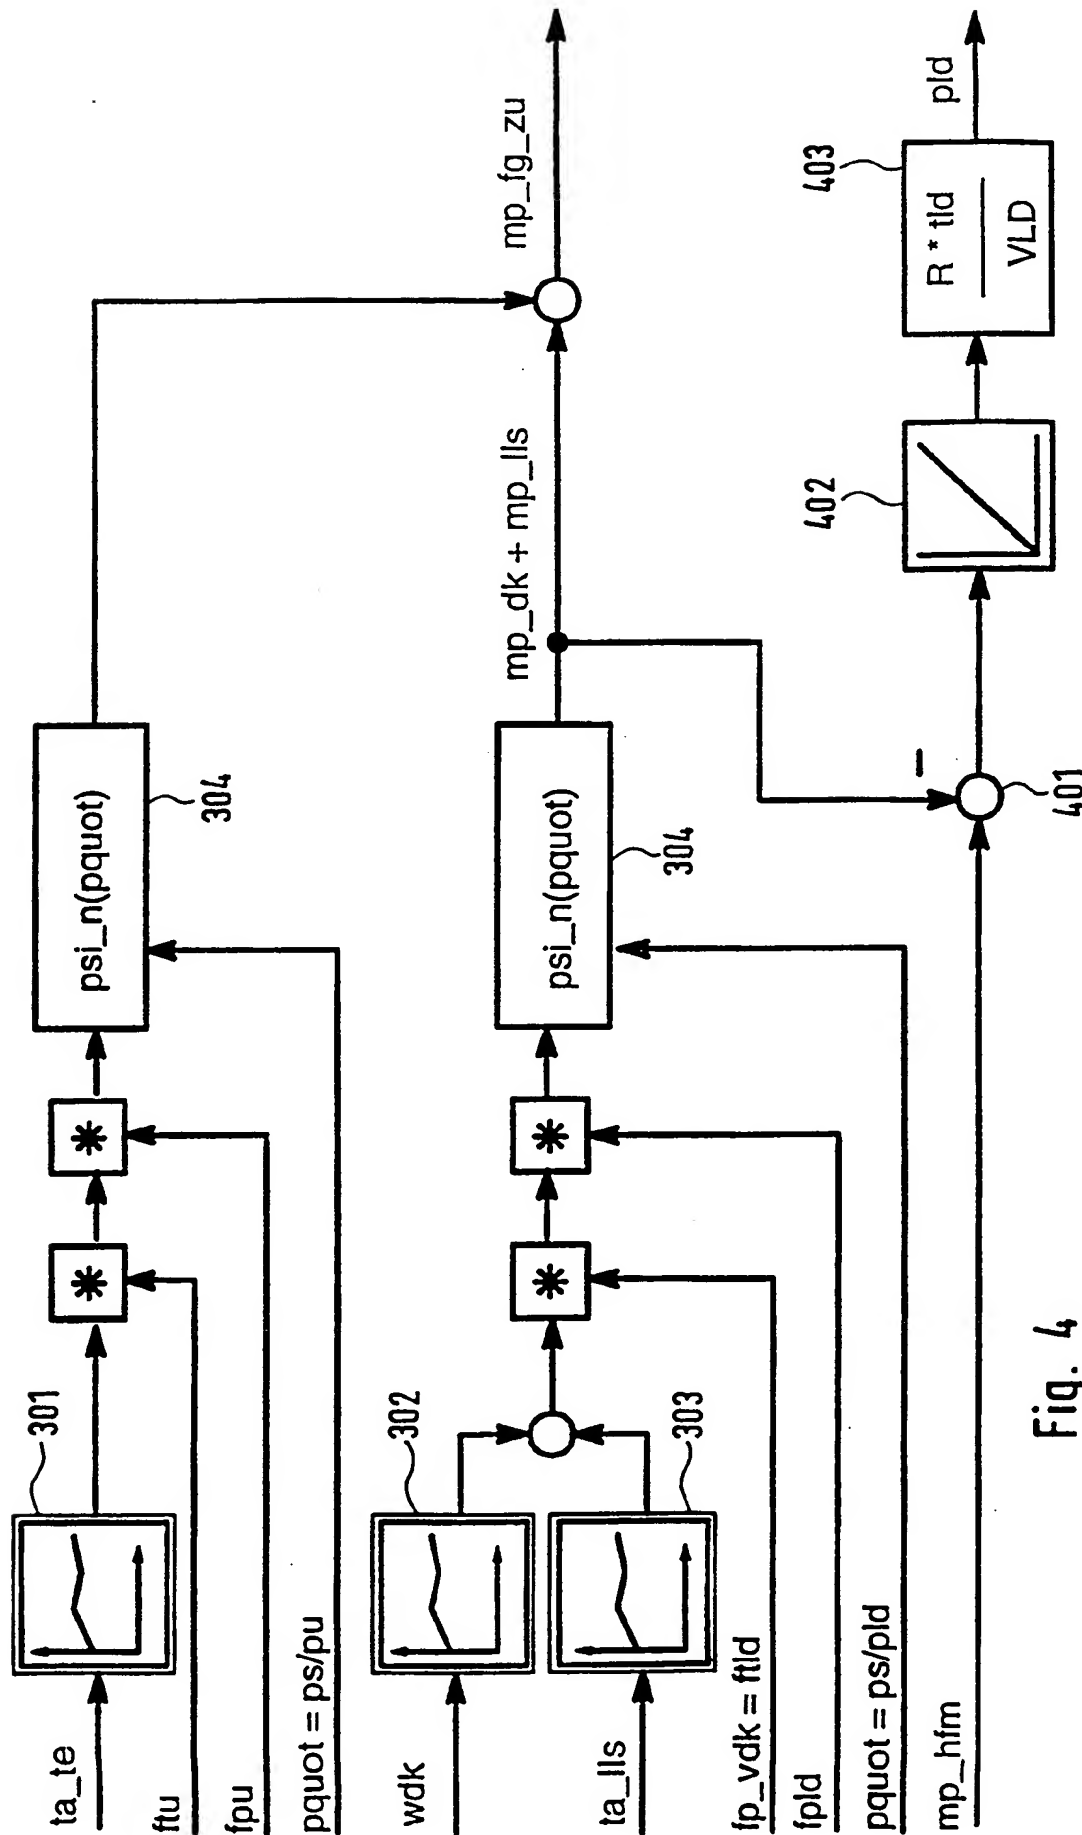 ta_te
ftu
fpu
pquot = ps/pu
301
*
*
psi_n(pquot)
304
wdk
302
ta_lls
303
fp_vdk = ftld
fpld
pquot = ps/pld
*
*
psi_n(pquot)
304
mp_dk + mp_lls
mp_fg_zu
mp_hfm
401
−
402
403
R * tld
VLD
pld
Fig. 4